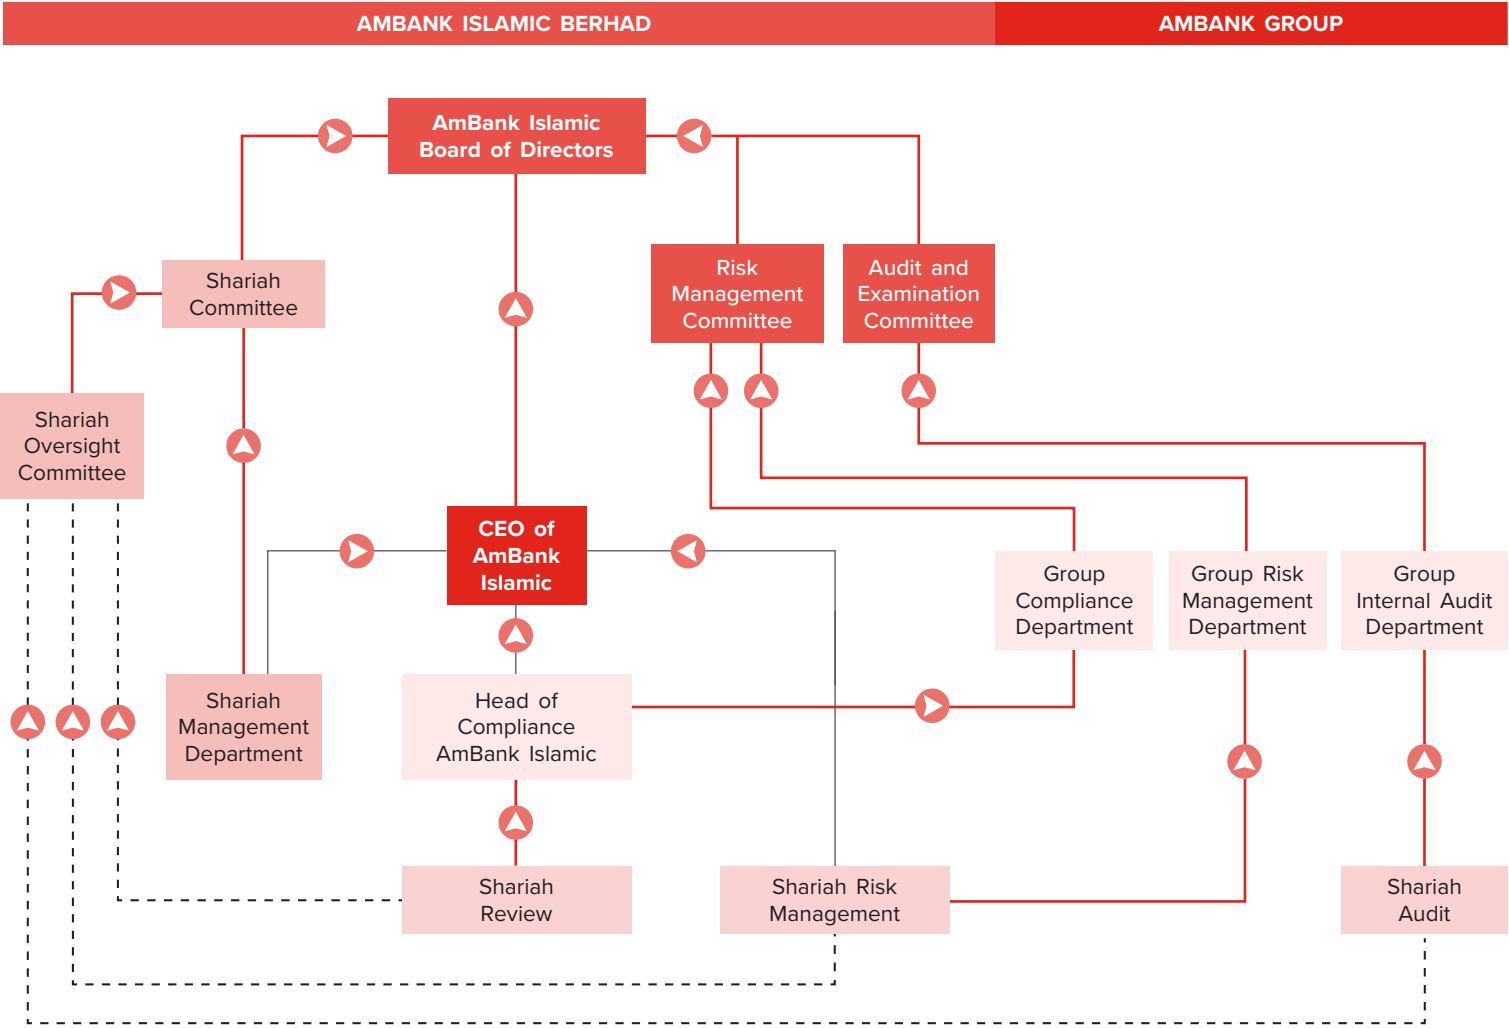 AMBANK ISLAMIC BERHAD
AMBANK GROUP
AmBank Islamic
Board of Directors
Shariah
Committee
Risk
Management
Committee
Audit and
Examination
Committee
Shariah
Oversight
Committee
CEO of
AmBank
Islamic
Group
Compliance
Department
Group Risk
Management
Department
Group
Internal Audit
Department
Shariah
Management
Department
Head of
Compliance
AmBank Islamic
Shariah
Review
Shariah Risk
Management
Shariah
Audit